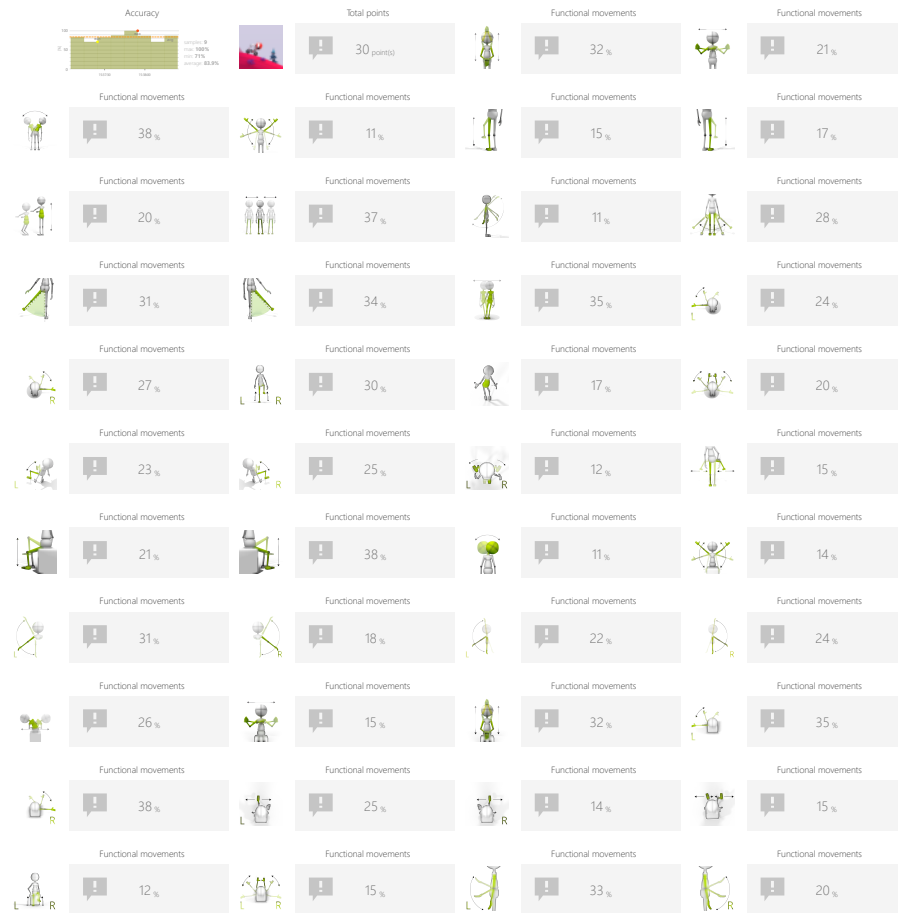 Accuracy
Total points
Functional movements
Functional movements
100
50
0
samples: 9
max: 100%
min: 71%
average: 83.9%
30 point(s)
32 %
21 %
Functional movements
Functional movements
Functional movements
Functional movements
38 %
11 %
15 %
17 %
Functional movements
Functional movements
Functional movements
Functional movements
20 %
37 %
11 %
28 %
Functional movements
Functional movements
Functional movements
Functional movements
31 %
34 %
35 %
24 %
L
Functional movements
Functional movements
Functional movements
Functional movements
27 %
30 %
17 %
20 %
R
L R
Functional movements
Functional movements
Functional movements
Functional movements
23 %
25 %
12 %
15 %
L
R
L R
Functional movements
Functional movements
Functional movements
Functional movements
21 %
38 %
11 %
14 %
Functional movements
Functional movements
Functional movements
Functional movements
31 %
18 %
22 %
24 %
L
R
L
R
Functional movements
Functional movements
Functional movements
Functional movements
26 %
15 %
32 %
35 %
L
Functional movements
Functional movements
Functional movements
Functional movements
38 %
25 %
14 %
15 %
R
L
R
Functional movements
Functional movements
Functional movements
Functional movements
12 %
15 %
33 %
20 %
L R
L R
L
R